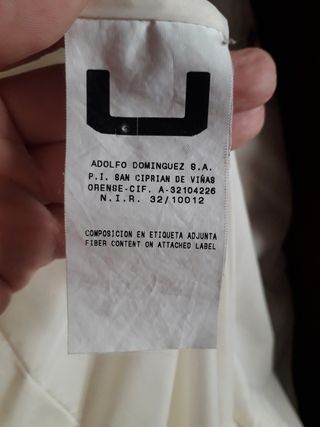 ADOLFO DOMINGUEZ S.A.
P.I. SAN CIPRIAN DE VIÑAS
ORENSE-CIF. A-32104226
N.I.R. 32/10012
COMPOSICION EN ETIQUETA ADJUNTA
FIBER CONTENT ON ATTACHED LABEL